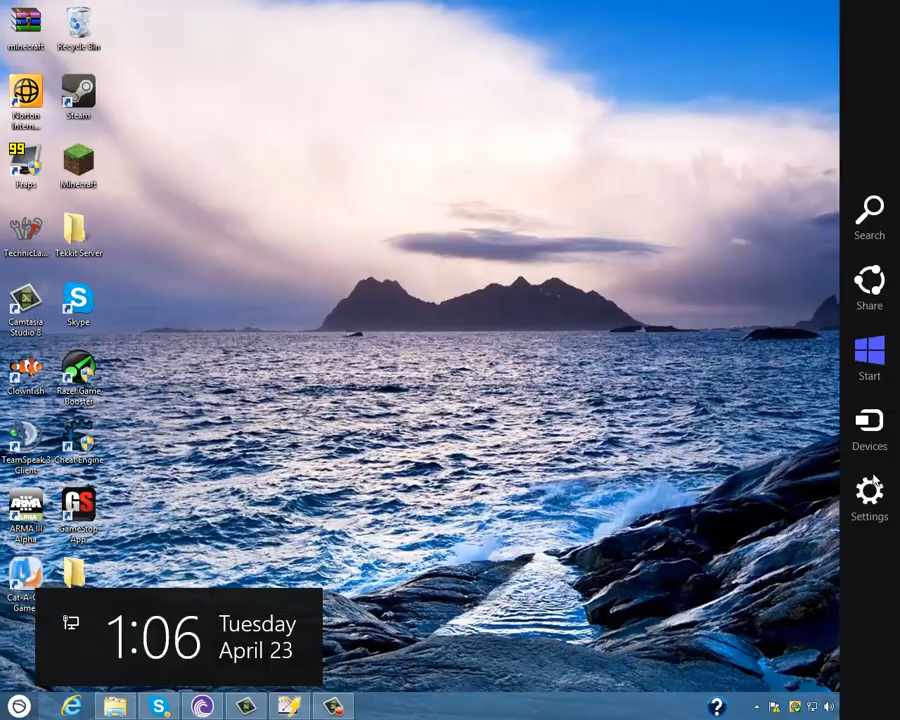 minecraft
Recycle Bin
Norton
Intern...
Steam
99
Fraps
Minecraft
TechnicLa...
Tekkit Server
Camtasia
Studio 8
Skype
Clownfish
Razer Game
Booster
TeamSpeak 3
Client
Cheat Engine
ARMA III
Alpha
GS
GameStop
App
Cat-A-C
Game
1:06
Tuesday
April 23
Search
Share
Start
Devices
Settings